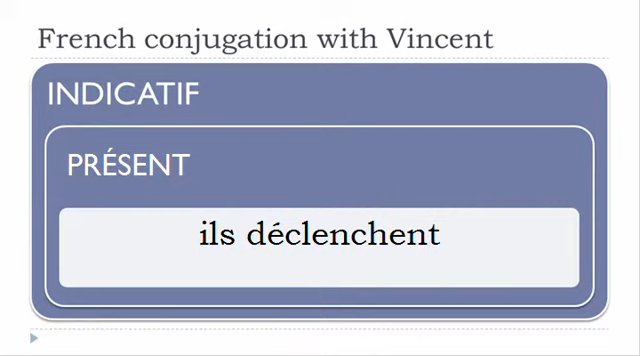 French conjugation with Vincent
INDICATIF
PRÉSENT
ils déclenchent